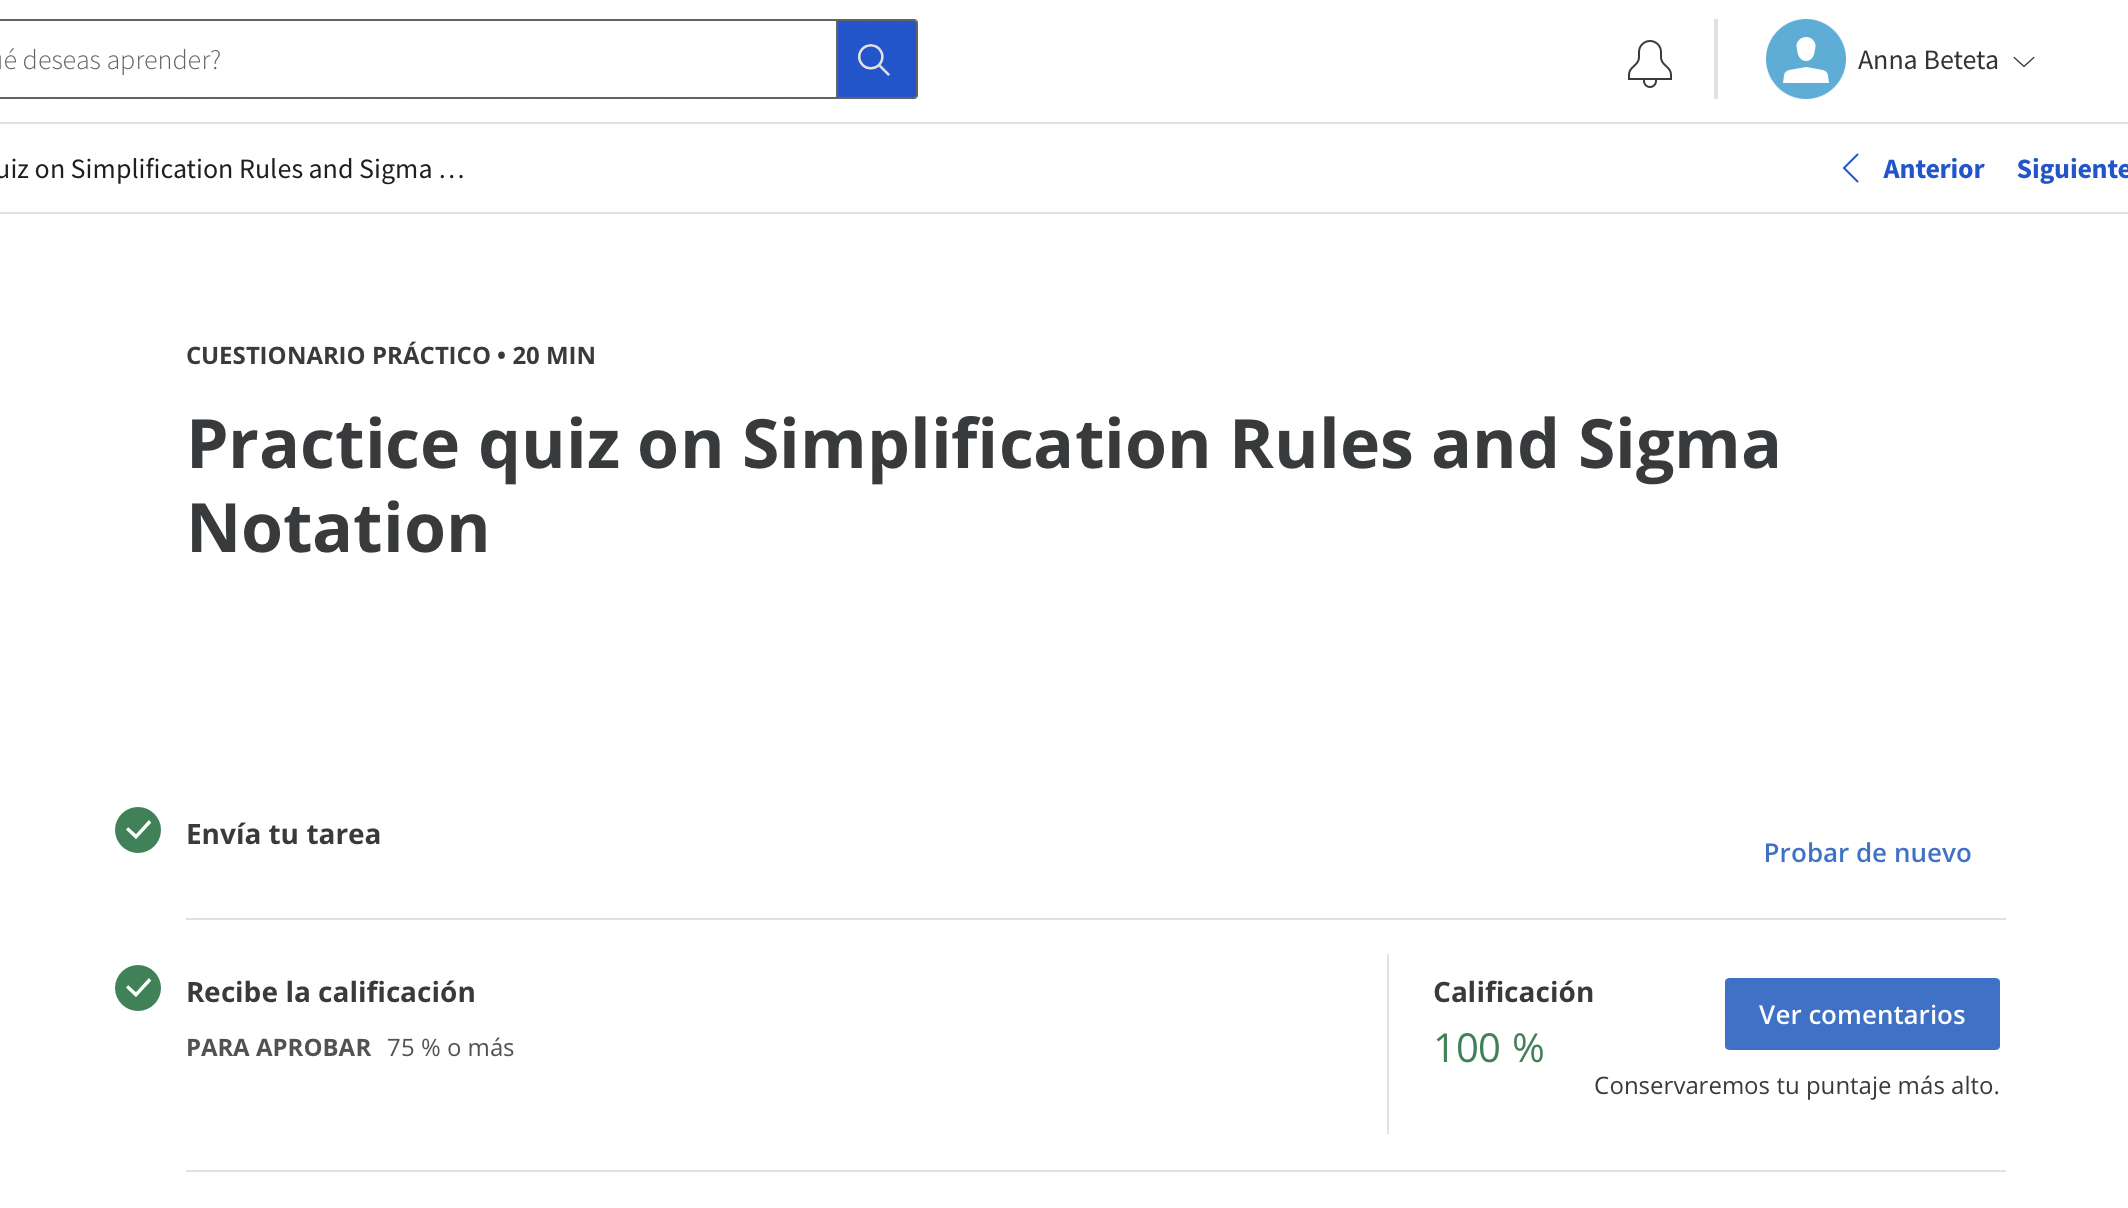 é deseas aprender?
Anna Beteta
uiz on Simplification Rules and Sigma …
Anterior Siguiente
CUESTIONARIO PRÁCTICO • 20 MIN
Practice quiz on Simplification Rules and Sigma
Notation
Envía tu tarea
Probar de nuevo
Recibe la calificación
PARA APROBAR 75 % o más
Calificación
100 %
Ver comentarios
Conservaremos tu puntaje más alto.